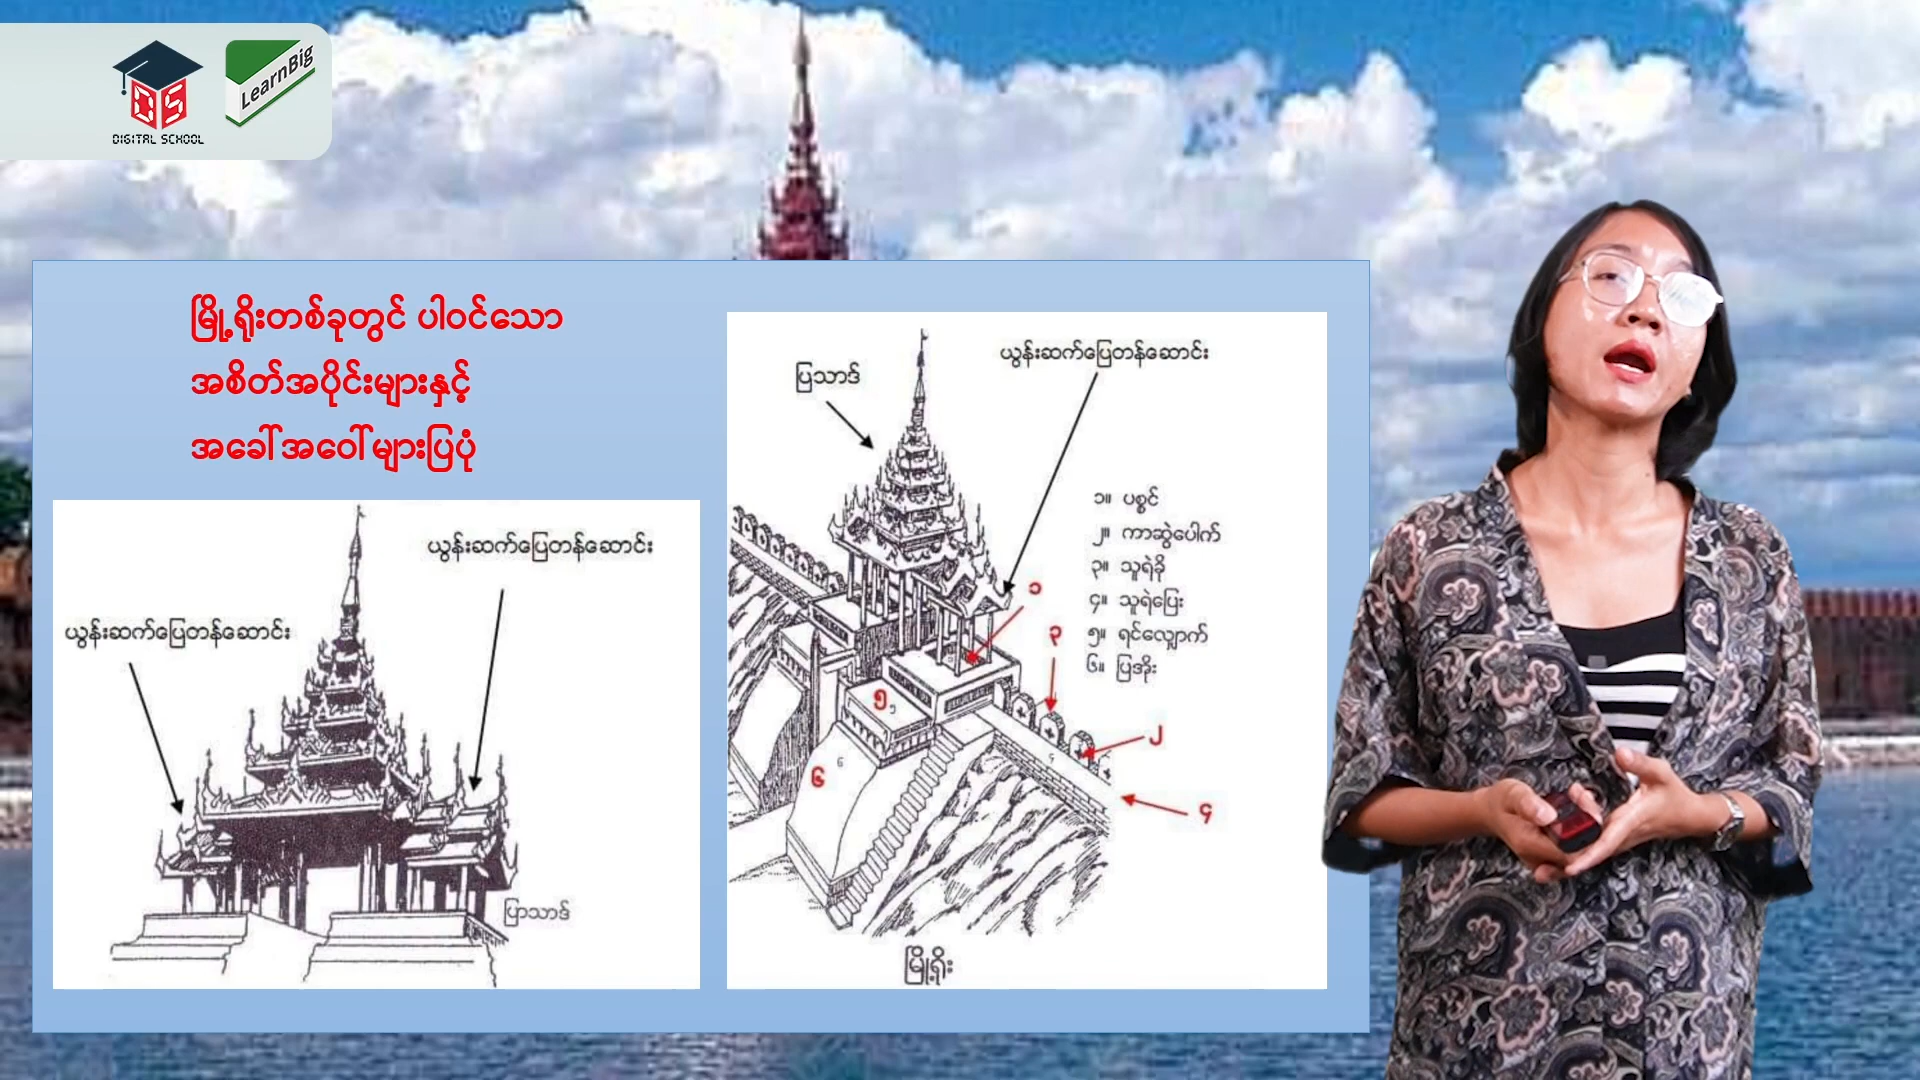 DS
DIGITAL SCHOOL
LearnBig
မြို့ရိုးတစ်ခုတွင် ပါဝင်သော
အစိတ်အပိုင်းများနှင့်
အခေါ်အဝေါ်များပြပုံ
ယွန်းဆက်ပြေတန်ဆောင်း
ယွန်းဆက်ပြေတန်ဆောင်း
ပြာသာဒ်
ပြသာဒ်
ယွန်းဆက်ပြေတန်ဆောင်း
၁။ ပစ္စင်
၂။ ကာဆွဲပေါက်
၃။ သူရဲခို
၄။ သူရဲပြေး
၅။ ရင်လျှောက်
၆။ ပြအိုး
၁
၃
၅
၂
၆
၄
မြို့ရိုး